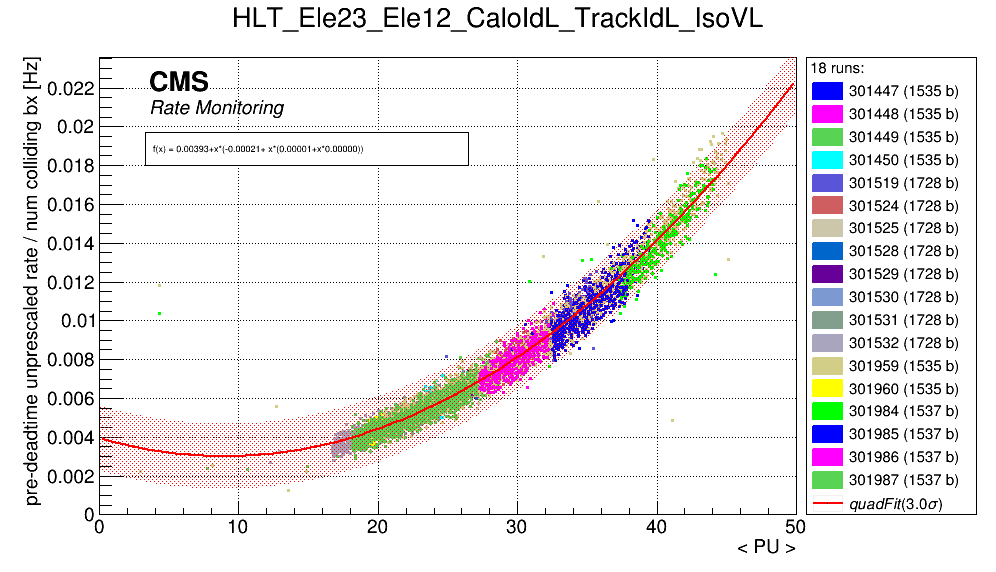 HLT_Ele23_Ele12_CaloIdL_TrackIdL_IsoVL
pre-deadtime unprescaled rate / num colliding bx [Hz]
CMS
Rate Monitoring
f(x) = 0.00393+x*(-0.00021+ x*(0.00001+x*0.00000))
0.022
0.02
0.018
0.016
0.014
0.012
0.01
0.008
0.006
0.004
0.002
0
0 10 20 30 40 50
< PU >
18 runs:
301447 (1535 b)
301448 (1535 b)
301449 (1535 b)
301450 (1535 b)
301519 (1728 b)
301524 (1728 b)
301525 (1728 b)
301528 (1728 b)
301529 (1728 b)
301530 (1728 b)
301531 (1728 b)
301532 (1728 b)
301959 (1535 b)
301960 (1535 b)
301984 (1537 b)
301985 (1537 b)
301986 (1537 b)
301987 (1537 b)
quadFit(3.0σ)